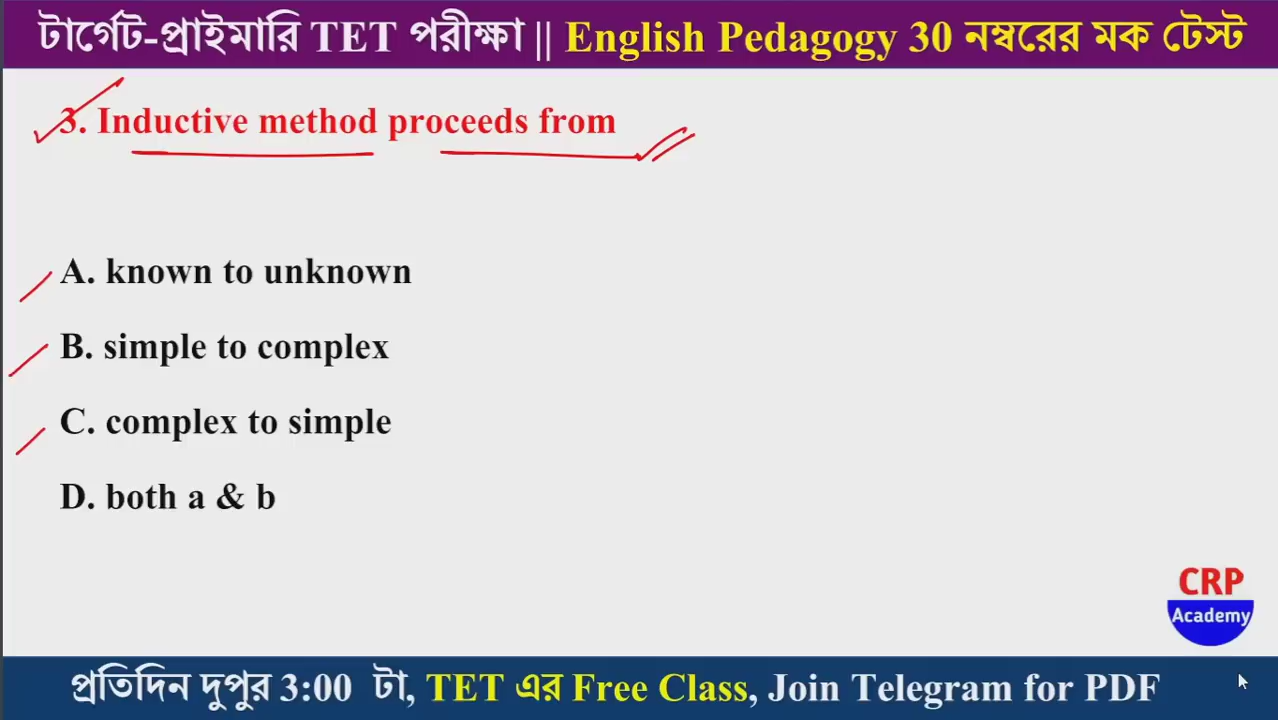 টার্গেট-প্রাইমারি TET পরীক্ষা || English Pedagogy 30 নম্বরের মক টেস্ট
3. Inductive method proceeds from
A. known to unknown
B. simple to complex
C. complex to simple
D. both a & b
CRP
Academy
প্রতিদিন দুপুর 3:00 টা, TET এর Free Class, Join Telegram for PDF